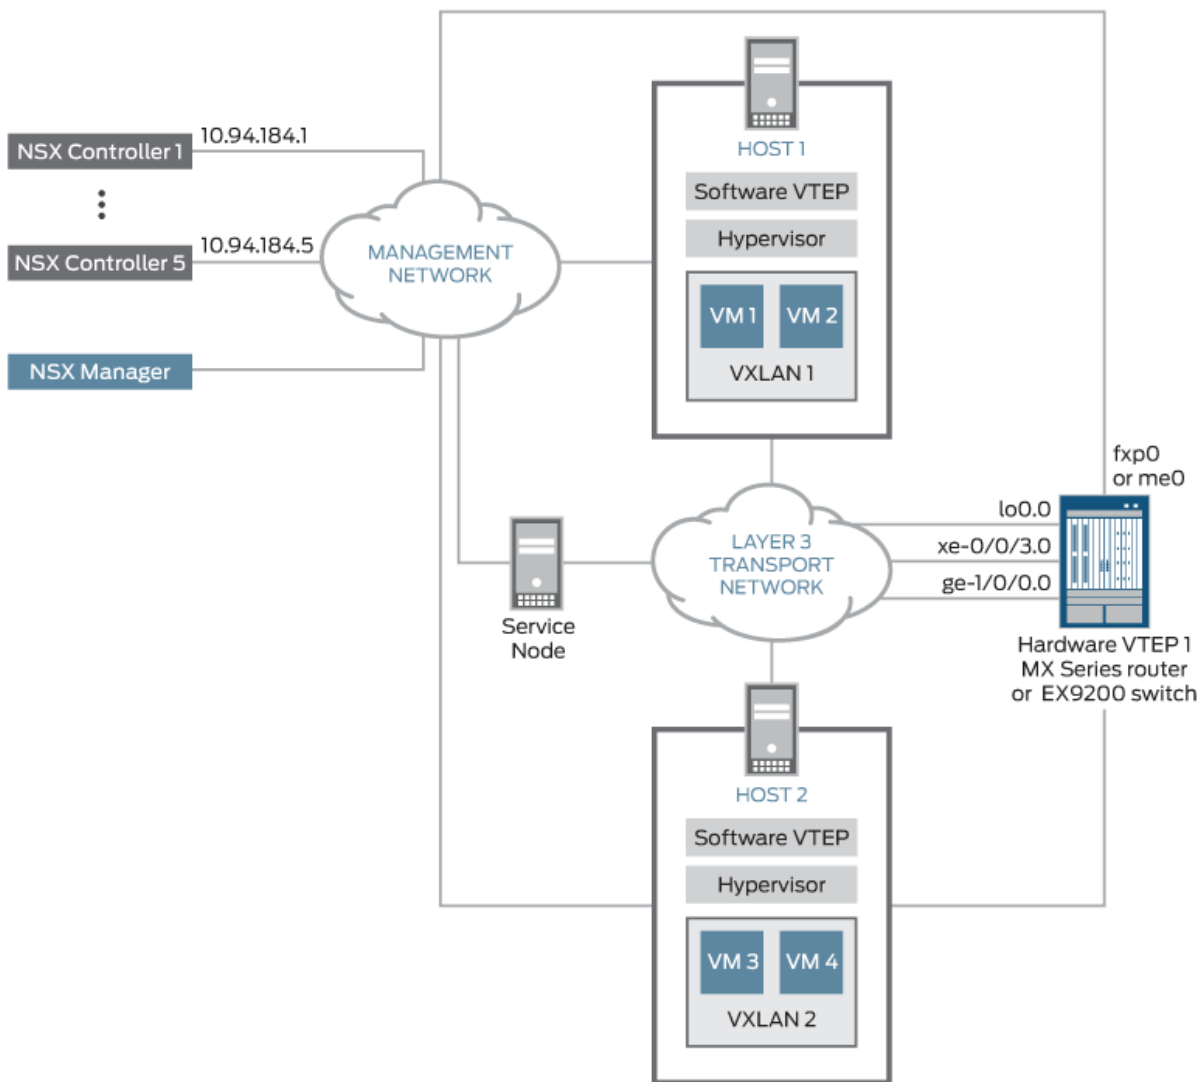 NSX Controller 1
10.94.184.1
NSX Controller 5
10.94.184.5
NSX Manager
MANAGEMENT
NETWORK
HOST 1
Software VTEP
Hypervisor
VM 1
VM 2
VXLAN 1
fxp0
or me0
lo0.0
xe-0/0/3.0
ge-1/0/0.0
LAYER 3
TRANSPORT
NETWORK
Service
Node
Hardware VTEP 1
MX Series router
or EX9200 switch
HOST 2
Software VTEP
Hypervisor
VM 3
VM 4
VXLAN 2